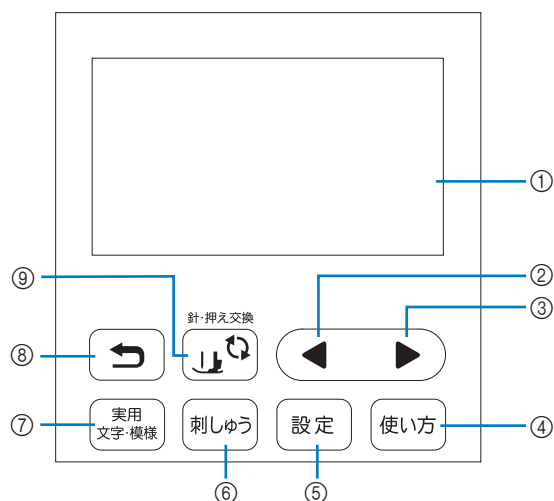 ①
②
⑨
③
針・押え交換
⑧
実用
文字・模様
刺しゅう
設定
使い方
⑦
④
⑥
⑤